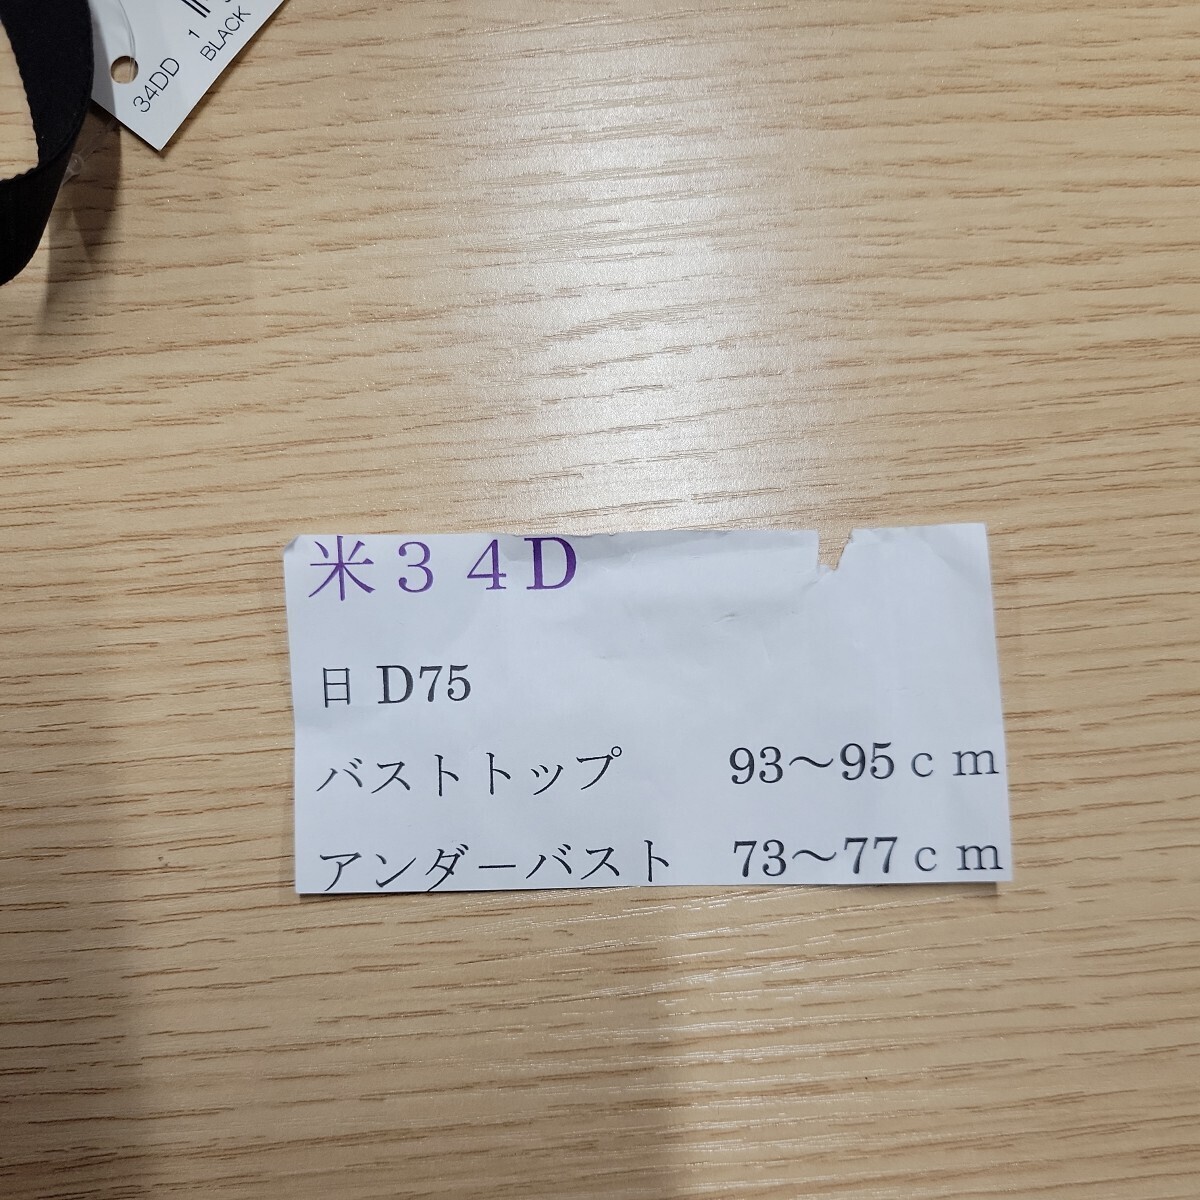 34DD 1
BLACK
米３４D
日 D75
バストトップ 93～95ｃｍ
アンダーバスト 73～77ｃｍ